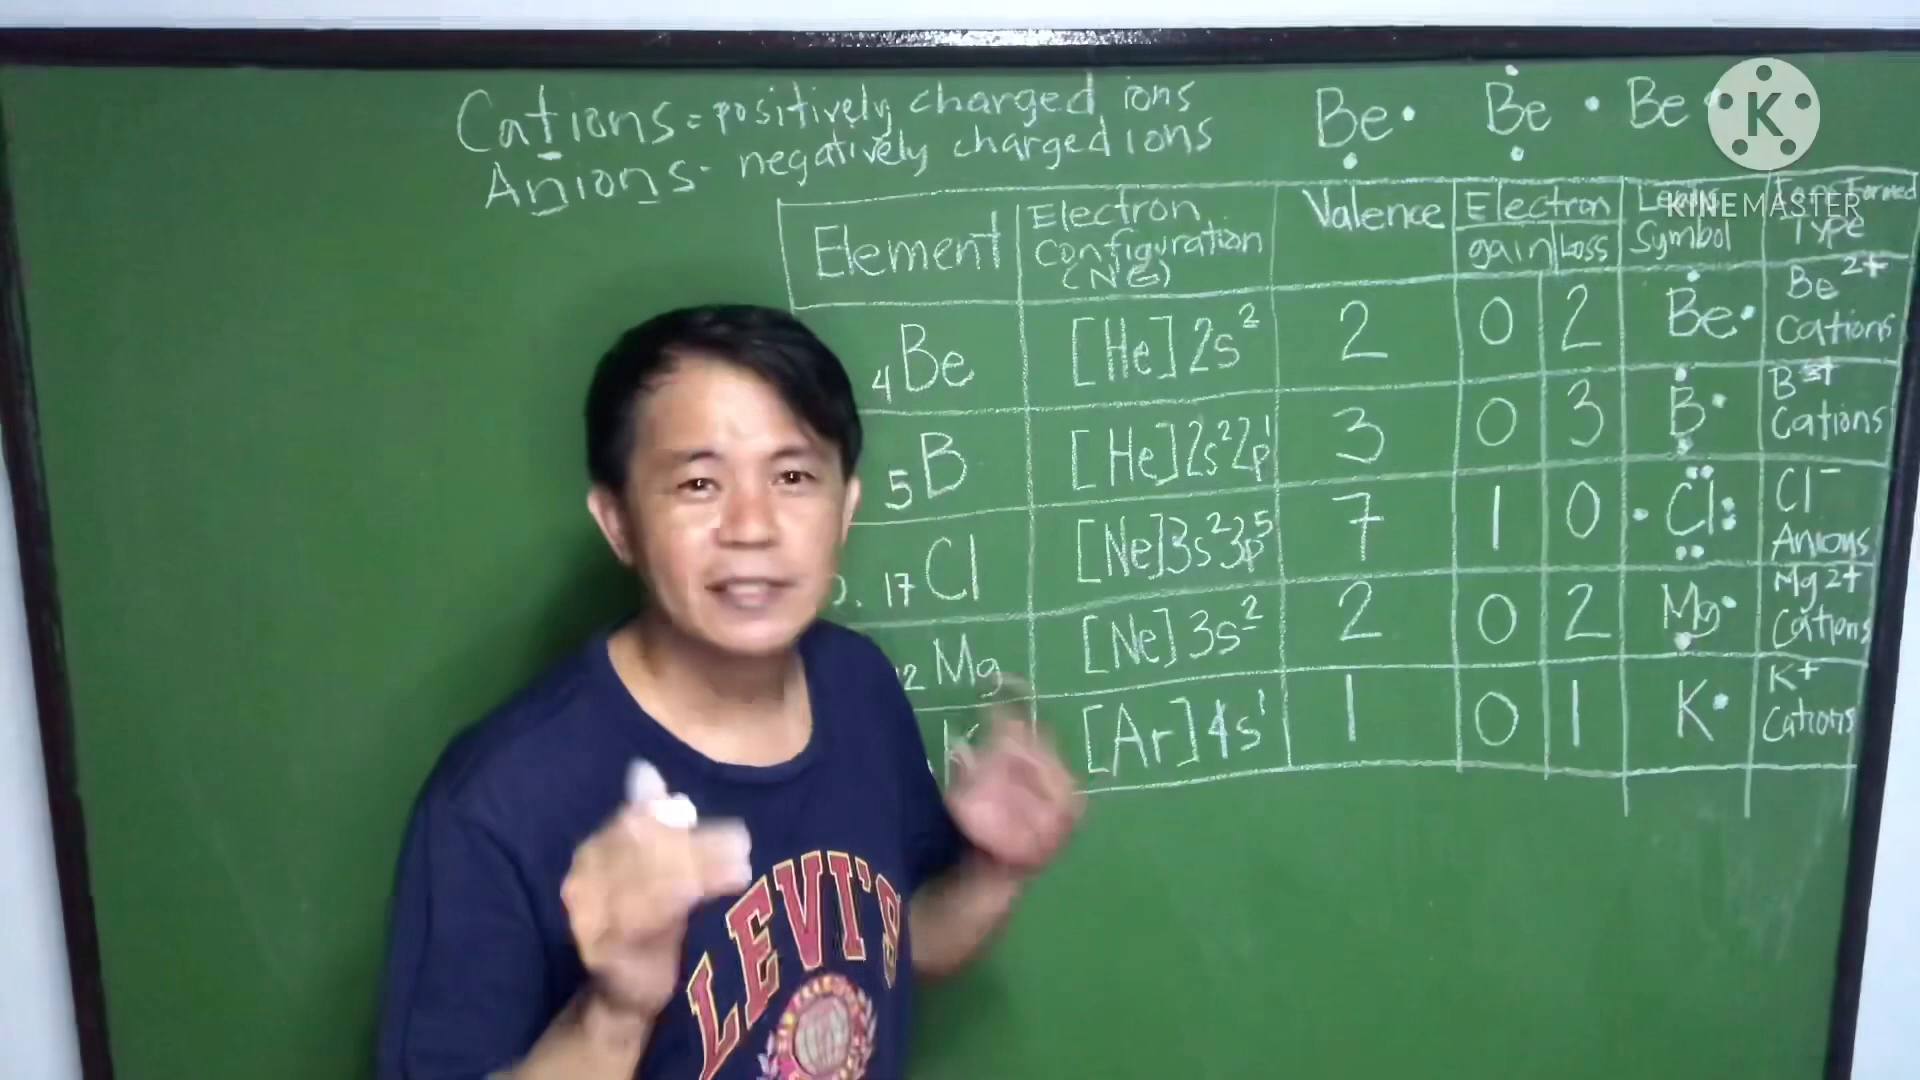 Cations = positively charged ions
Anions - negatively charged ions
Be Be Be
K
KINEMASTER
Element
Electron Configuration (NG)
Valence
Electron
gain Loss
Symbol
Formed Type
4Be [He]2s² 2 0 2 Be Be²⁺ Cations
5B [He]2s²2p¹ 3 0 3 B B³⁺ Cations
17Cl [Ne]3s²3p⁵ 7 1 0 Cl Cl⁻ Anions
12Mg [Ne]3s² 2 0 2 Mg Mg2+ Cations
K [Ar]4s¹ 1 0 1 K K⁺ Cations
LEVI'S